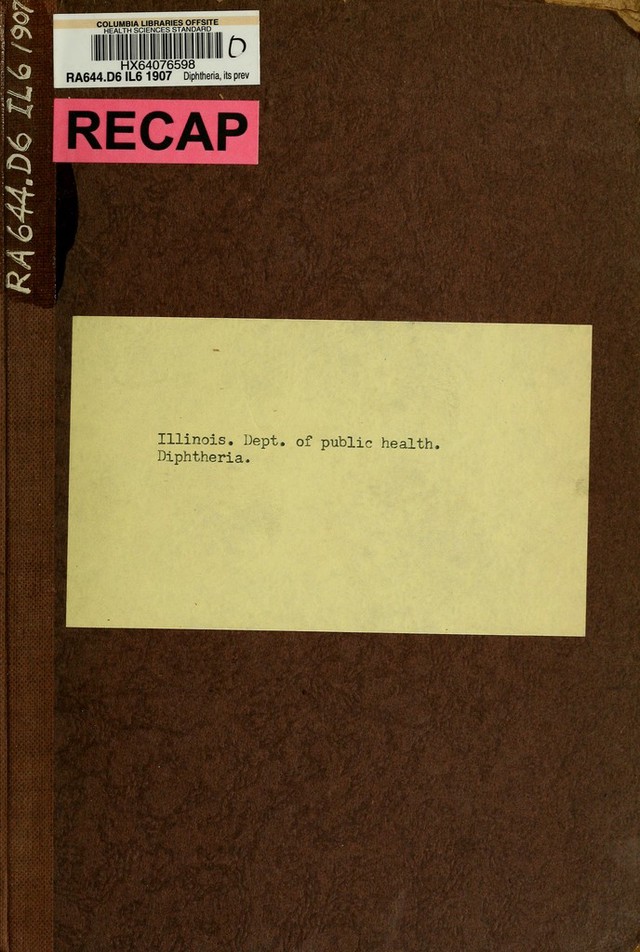 RA644.D6 IL6 1907
COLUMBIA LIBRARIES OFFSITE
HEALTH SCIENCES STANDARD
D
HX64076598
RA644.D6 IL6 1907 Diphtheria, its prev
RECAP
Illinois. Dept. of public health.
Diphtheria.